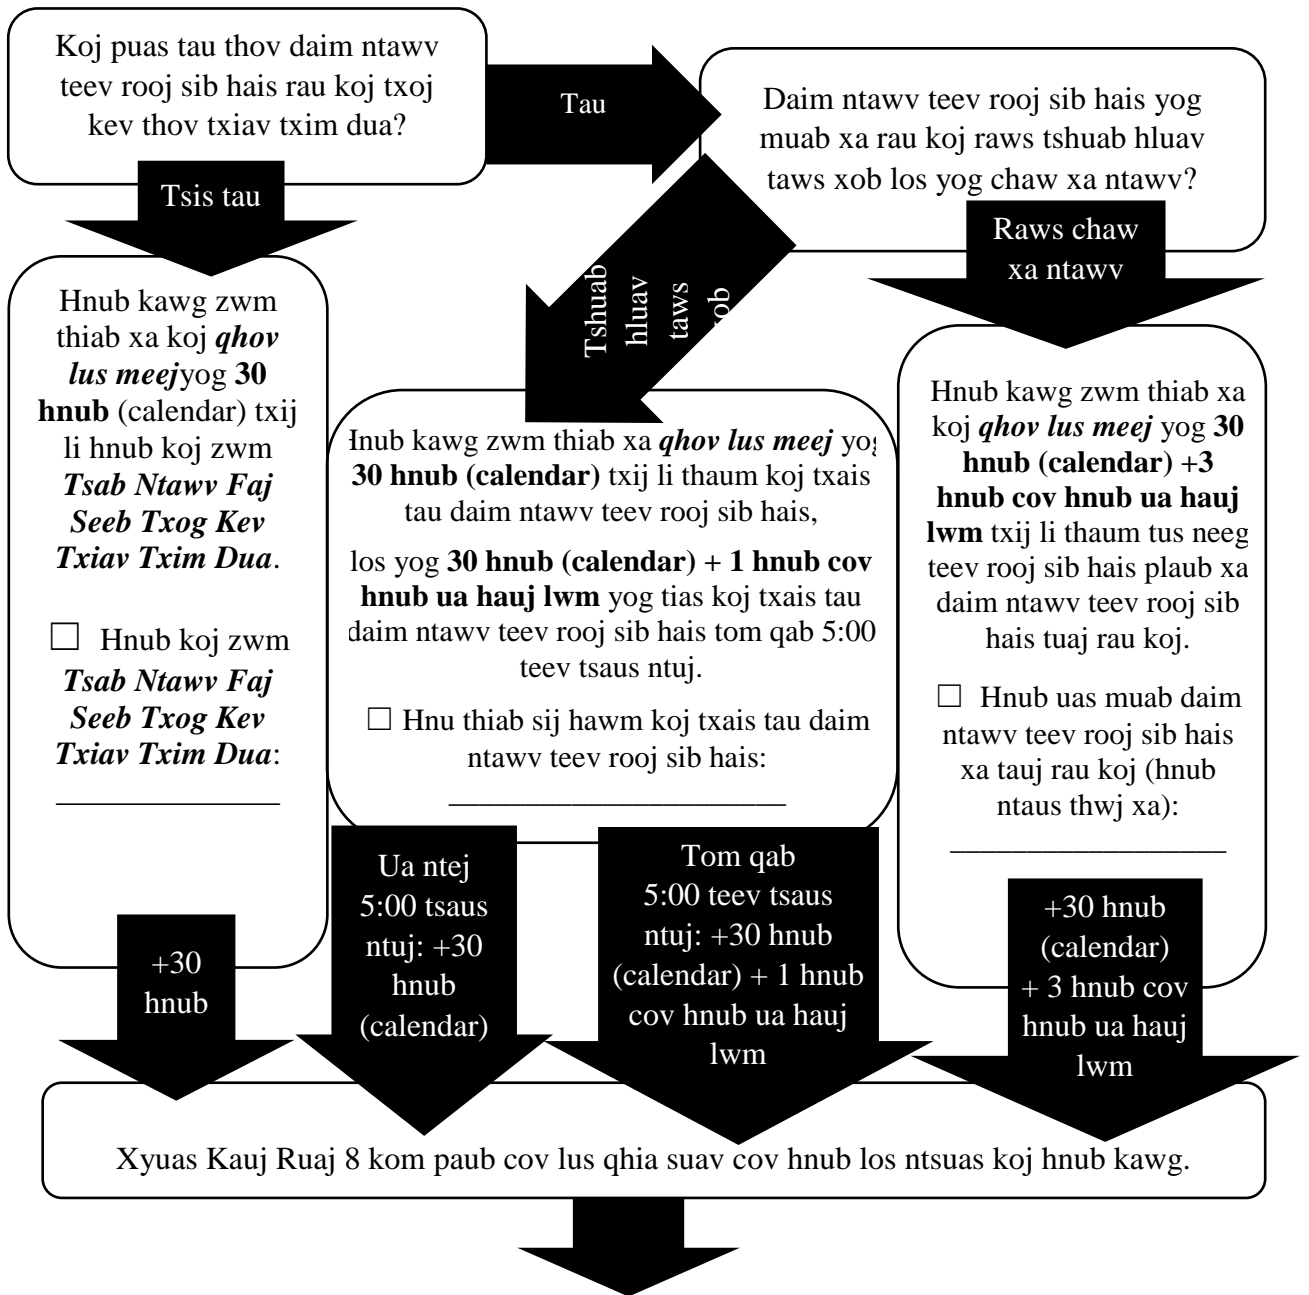 Koj puas tau thov daim ntawv
teev rooj sib hais rau koj txoj
kev thov txiav txim dua?
Tau
Daim ntawv teev rooj sib hais yog
muab xa rau koj raws tshuab hluav
taws xob los yog chaw xa ntawv?
Tsis tau
Tshuab
hluav
taws
xob
Raws chaw
xa ntawv
Hnub kawg zwm
thiab xa koj qhov
lus meejyog 30
hnub (calendar) txij
li hnub koj zwm
Tsab Ntawv Faj
Seeb Txog Kev
Txiav Txim Dua.
☐ Hnub koj zwm
Tsab Ntawv Faj
Seeb Txog Kev
Txiav Txim Dua:
______________
Hnub kawg zwm thiab xa qhov lus meej yog
30 hnub (calendar) txij li thaum koj txais
tau daim ntawv teev rooj sib hais,
los yog 30 hnub (calendar) + 1 hnub cov
hnub ua hauj lwm yog tias koj txais tau
daim ntawv teev rooj sib hais tom qab 5:00
teev tsaus ntuj.
☐ Hnu thiab sij hawm koj txais tau daim
ntawv teev rooj sib hais:
_____________________
Hnub kawg zwm thiab xa
koj qhov lus meej yog 30
hnub (calendar) +3
hnub cov hnub ua hauj
lwm txij li thaum tus neeg
teev rooj sib hais plaub xa
daim ntawv teev rooj sib
hais tuaj rau koj.
☐ Hnub uas muab daim
ntawv teev rooj sib hais
xa tauj rau koj (hnub
ntaus thwj xa):
_________________
+30
hnub
Ua ntej
5:00 tsaus
ntuj: +30
hnub
(calendar)
Tom qab
5:00 teev tsaus
ntuj: +30 hnub
(calendar) + 1 hnub
cov hnub ua hauj
lwm
+30 hnub
(calendar)
+ 3 hnub cov
hnub ua hauj
lwm
Xyuas Kauj Ruaj 8 kom paub cov lus qhia suav cov hnub los ntsuas koj hnub kawg.